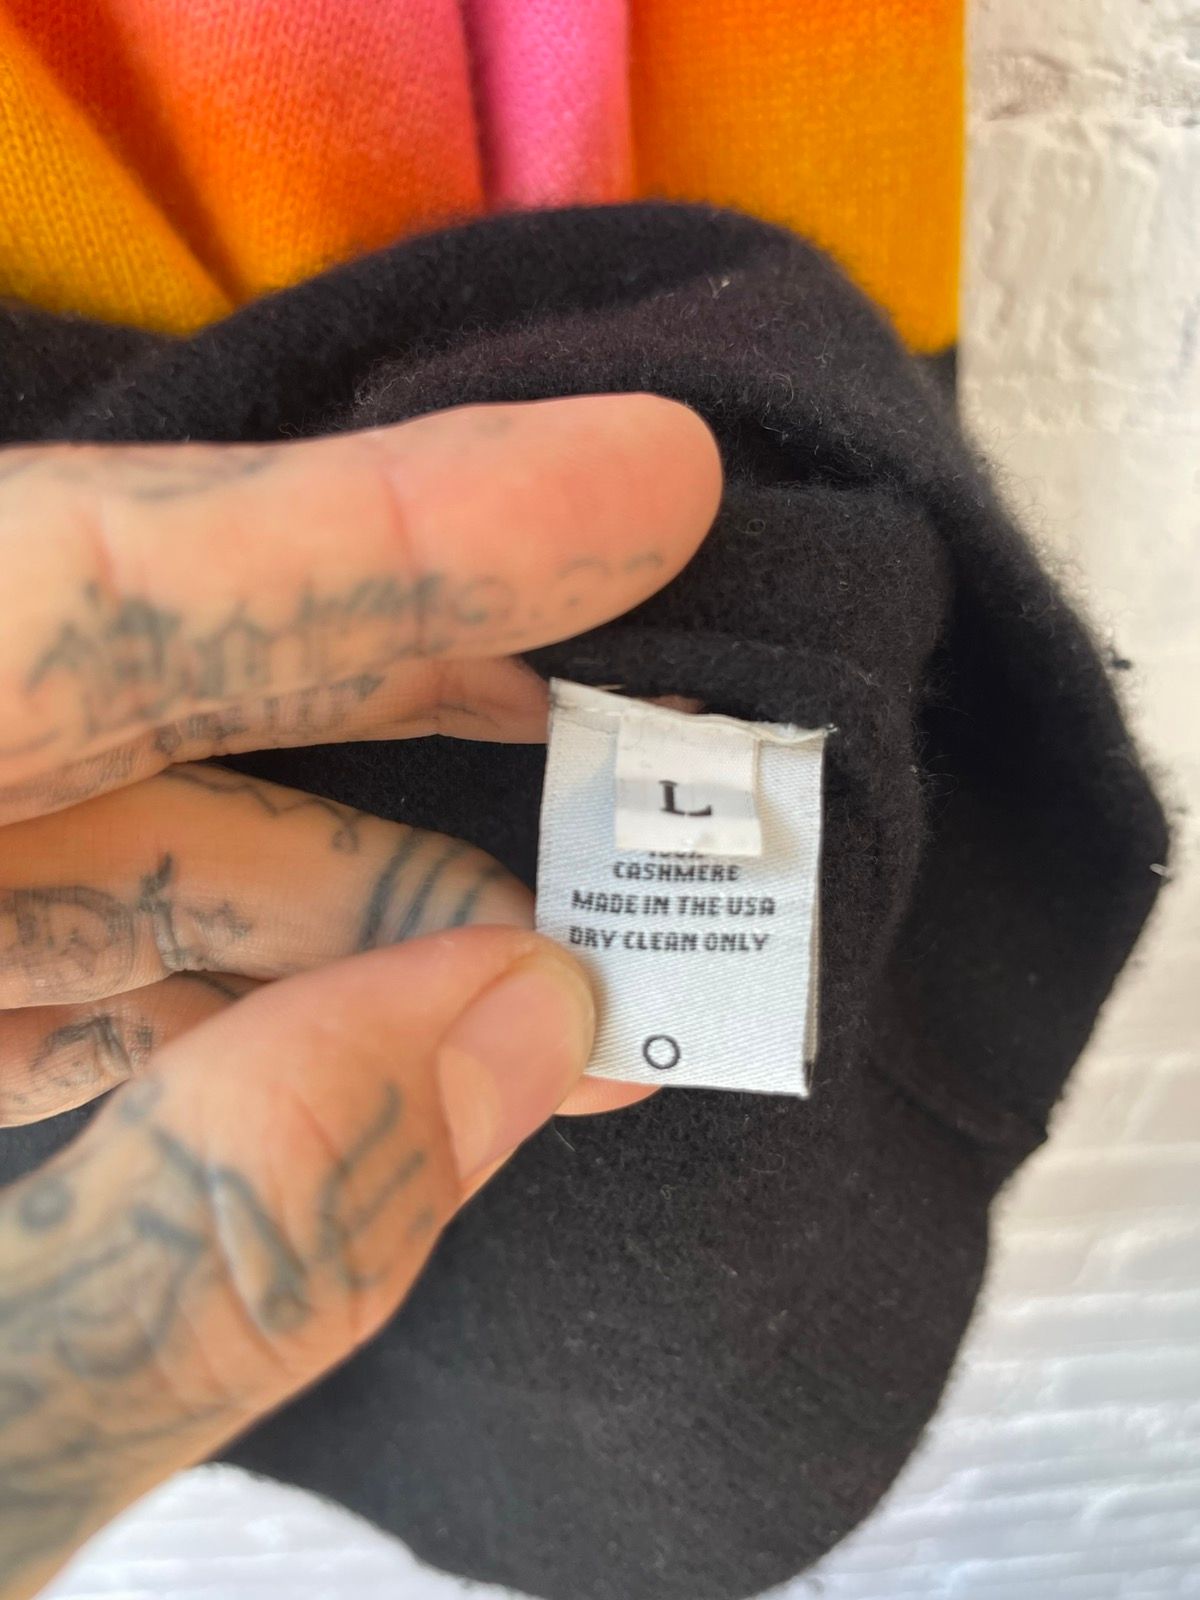 L
CASHMERE
MADE IN THE USA
DRY CLEAN ONLY
O